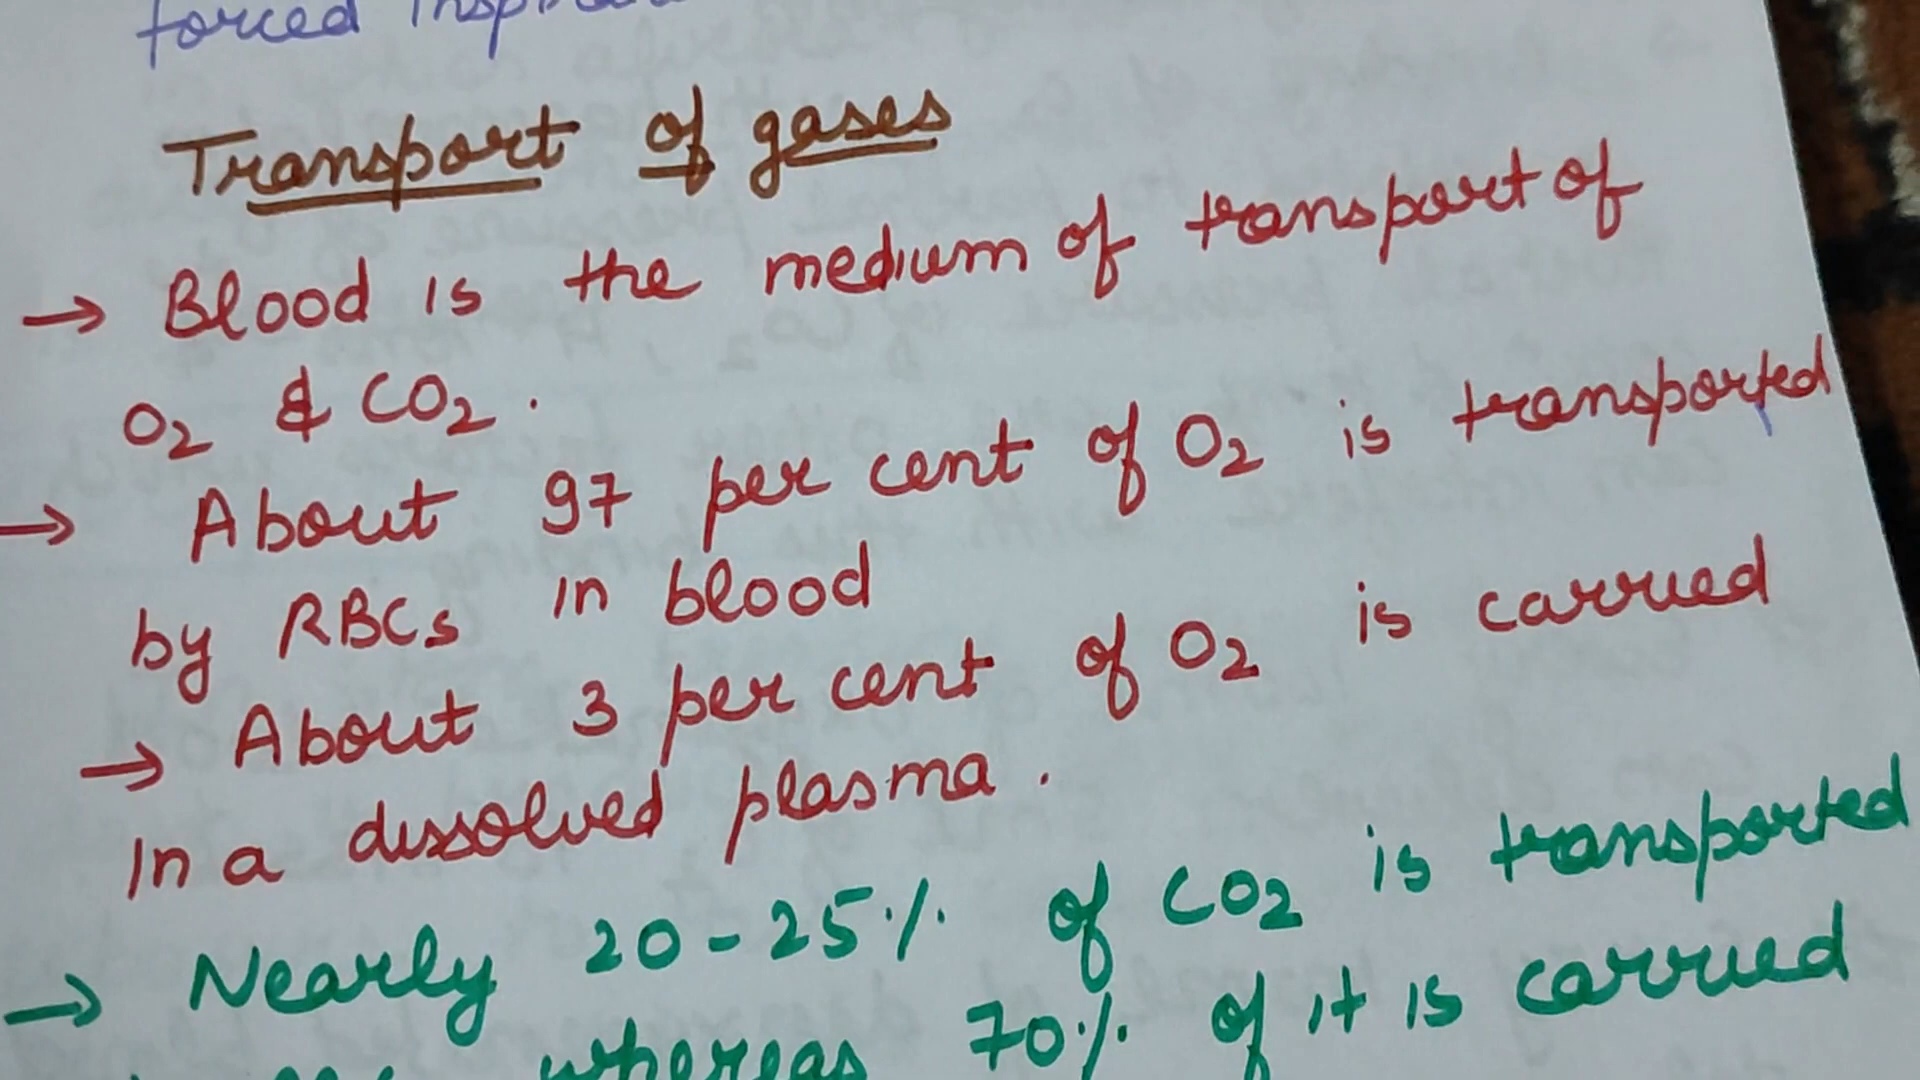 forced
Transport of gases
→ Blood is the medium of transport of
O2 & CO2.
→ About 97 per cent of O2 is transported
by RBCs in blood
→ About 3 per cent of O2 is carried
in a dissolved plasma.
→ Nearly 20-25% of CO2 is transported
whereas 70% of it is carried